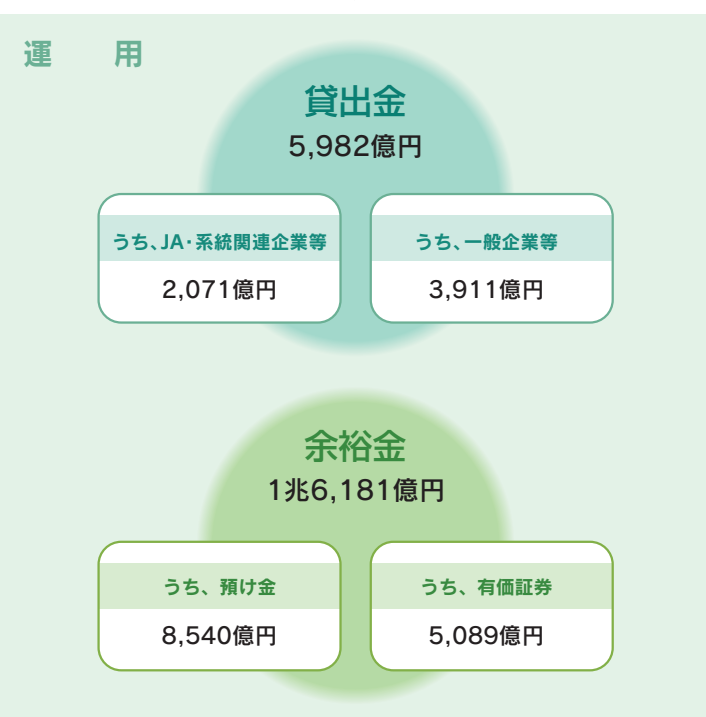 運　用
貸出金
5,982億円
うち、JA・系統関連企業等
2,071億円
うち、一般企業等
3,911億円
余裕金
1兆6,181億円
うち、預け金
8,540億円
うち、有価証券
5,089億円